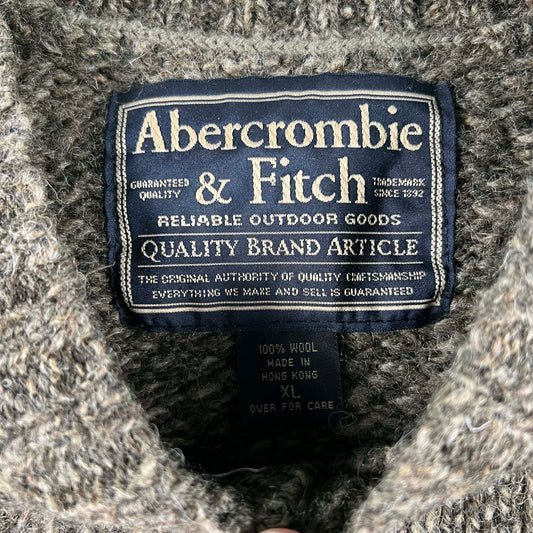 Abercrombie
& Fitch
GUARANTEED
QUALITY
TRADEMARK
SINCE 1892
RELIABLE OUTDOOR GOODS
QUALITY BRAND ARTICLE
THE ORIGINAL AUTHORITY OF QUALITY CRAFTSMANSHIP
EVERYTHING WE MAKE AND SELL IS GUARANTEED
100% WOOL
MADE IN
HONG KONG
XL
OVER FOR CARE